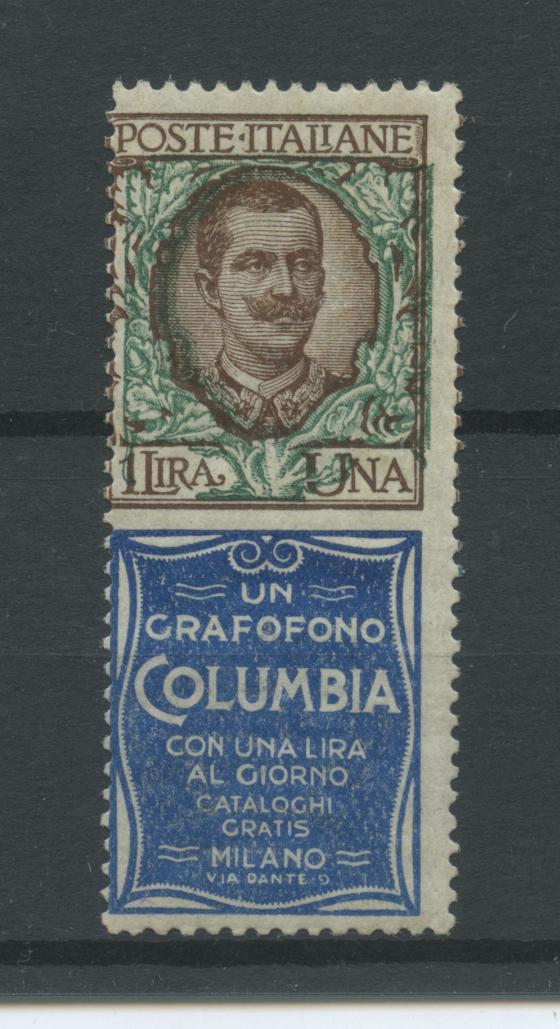 POSTE·ITALIANE
1 LIRA. UNA
UN
GRAFOFONO
COLUMBIA
CON UNA LIRA
AL GIORNO
CATALOGHI
GRATIS
MILANO
VIA DANTE·9